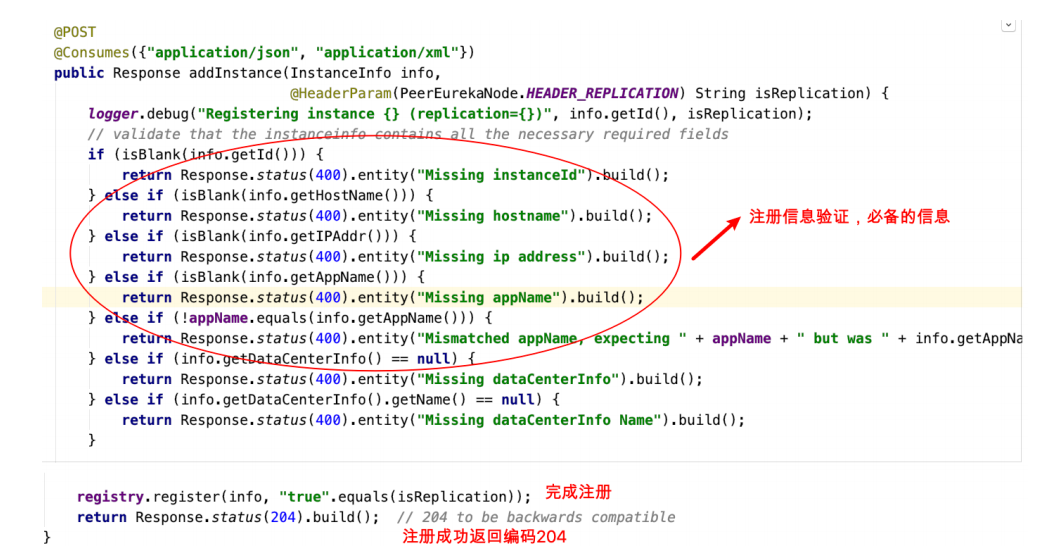 @POST
@Consumes({"application/json", "application/xml"})
public Response addInstance(InstanceInfo info,
@HeaderParam(PeerEurekaNode.HEADER_REPLICATION) String isReplication) {
logger.debug("Registering instance {} (replication={})", info.getId(), isReplication);
// validate that the instanceinfo contains all the necessary required fields
if (isBlank(info.getId())) {
return Response.status(400).entity("Missing instanceId").build();
} else if (isBlank(info.getHostName())) {
return Response.status(400).entity("Missing hostname").build();
注册信息验证，必备的信息
} else if (isBlank(info.getIPAddr())) {
return Response.status(400).entity("Missing ip address").build();
} else if (isBlank(info.getAppName())) {
return Response.status(400).entity("Missing appName").build();
} else if (!appName.equals(info.getAppName())) {
return Response.status(400).entity("Mismatched appName, expecting " + appName + " but was " + info.getAppNa
} else if (info.getDataCenterInfo() == null) {
return Response.status(400).entity("Missing dataCenterInfo").build();
} else if (info.getDataCenterInfo().getName() == null) {
return Response.status(400).entity("Missing dataCenterInfo Name").build();
}
registry.register(info, "true".equals(isReplication)); 完成注册
return Response.status(204).build(); // 204 to be backwards compatible
} 注册成功返回编码204